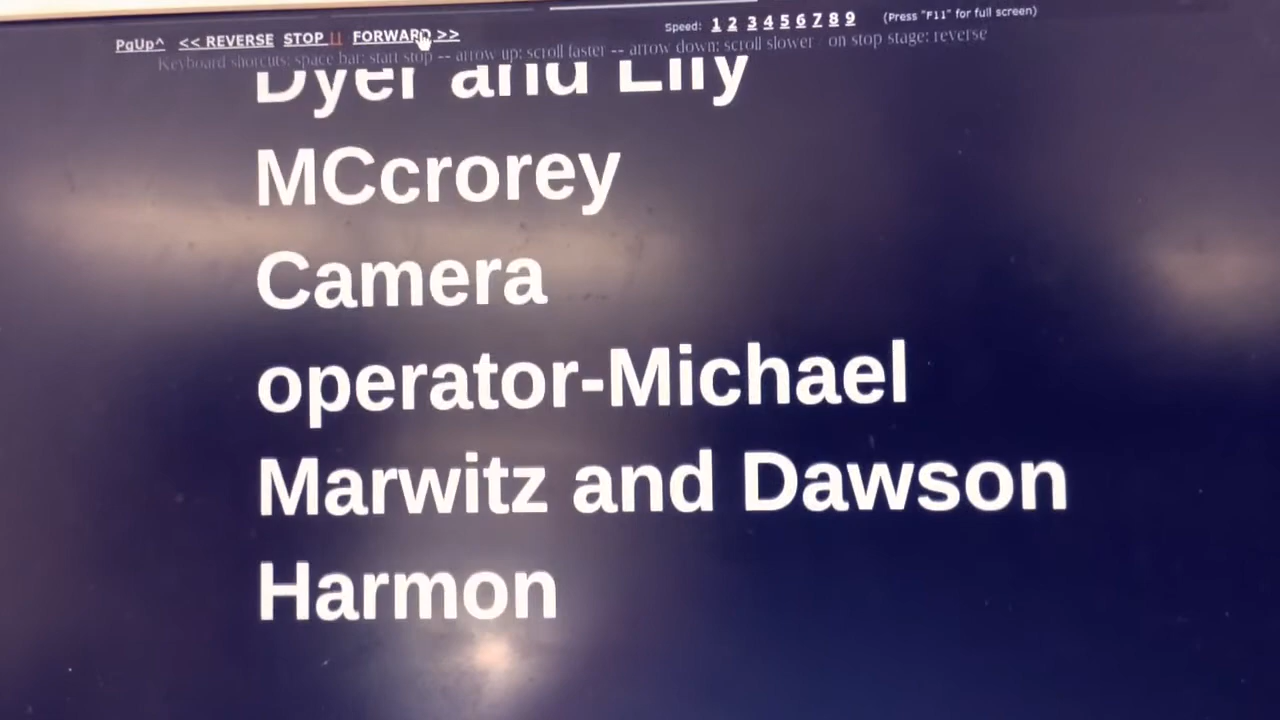 PgUp^ << REVERSE STOP || FORWARD >> Speed: 1 2 3 4 5 6 7 8 9 (Press "F11" for full screen)
Keyboard shortcuts: space bar: start stop -- arrow up: scroll faster -- arrow down: scroll slower - on stop stage: reverse
Dyer and Lily
MCcrorey
Camera
operator-Michael
Marwitz and Dawson
Harmon